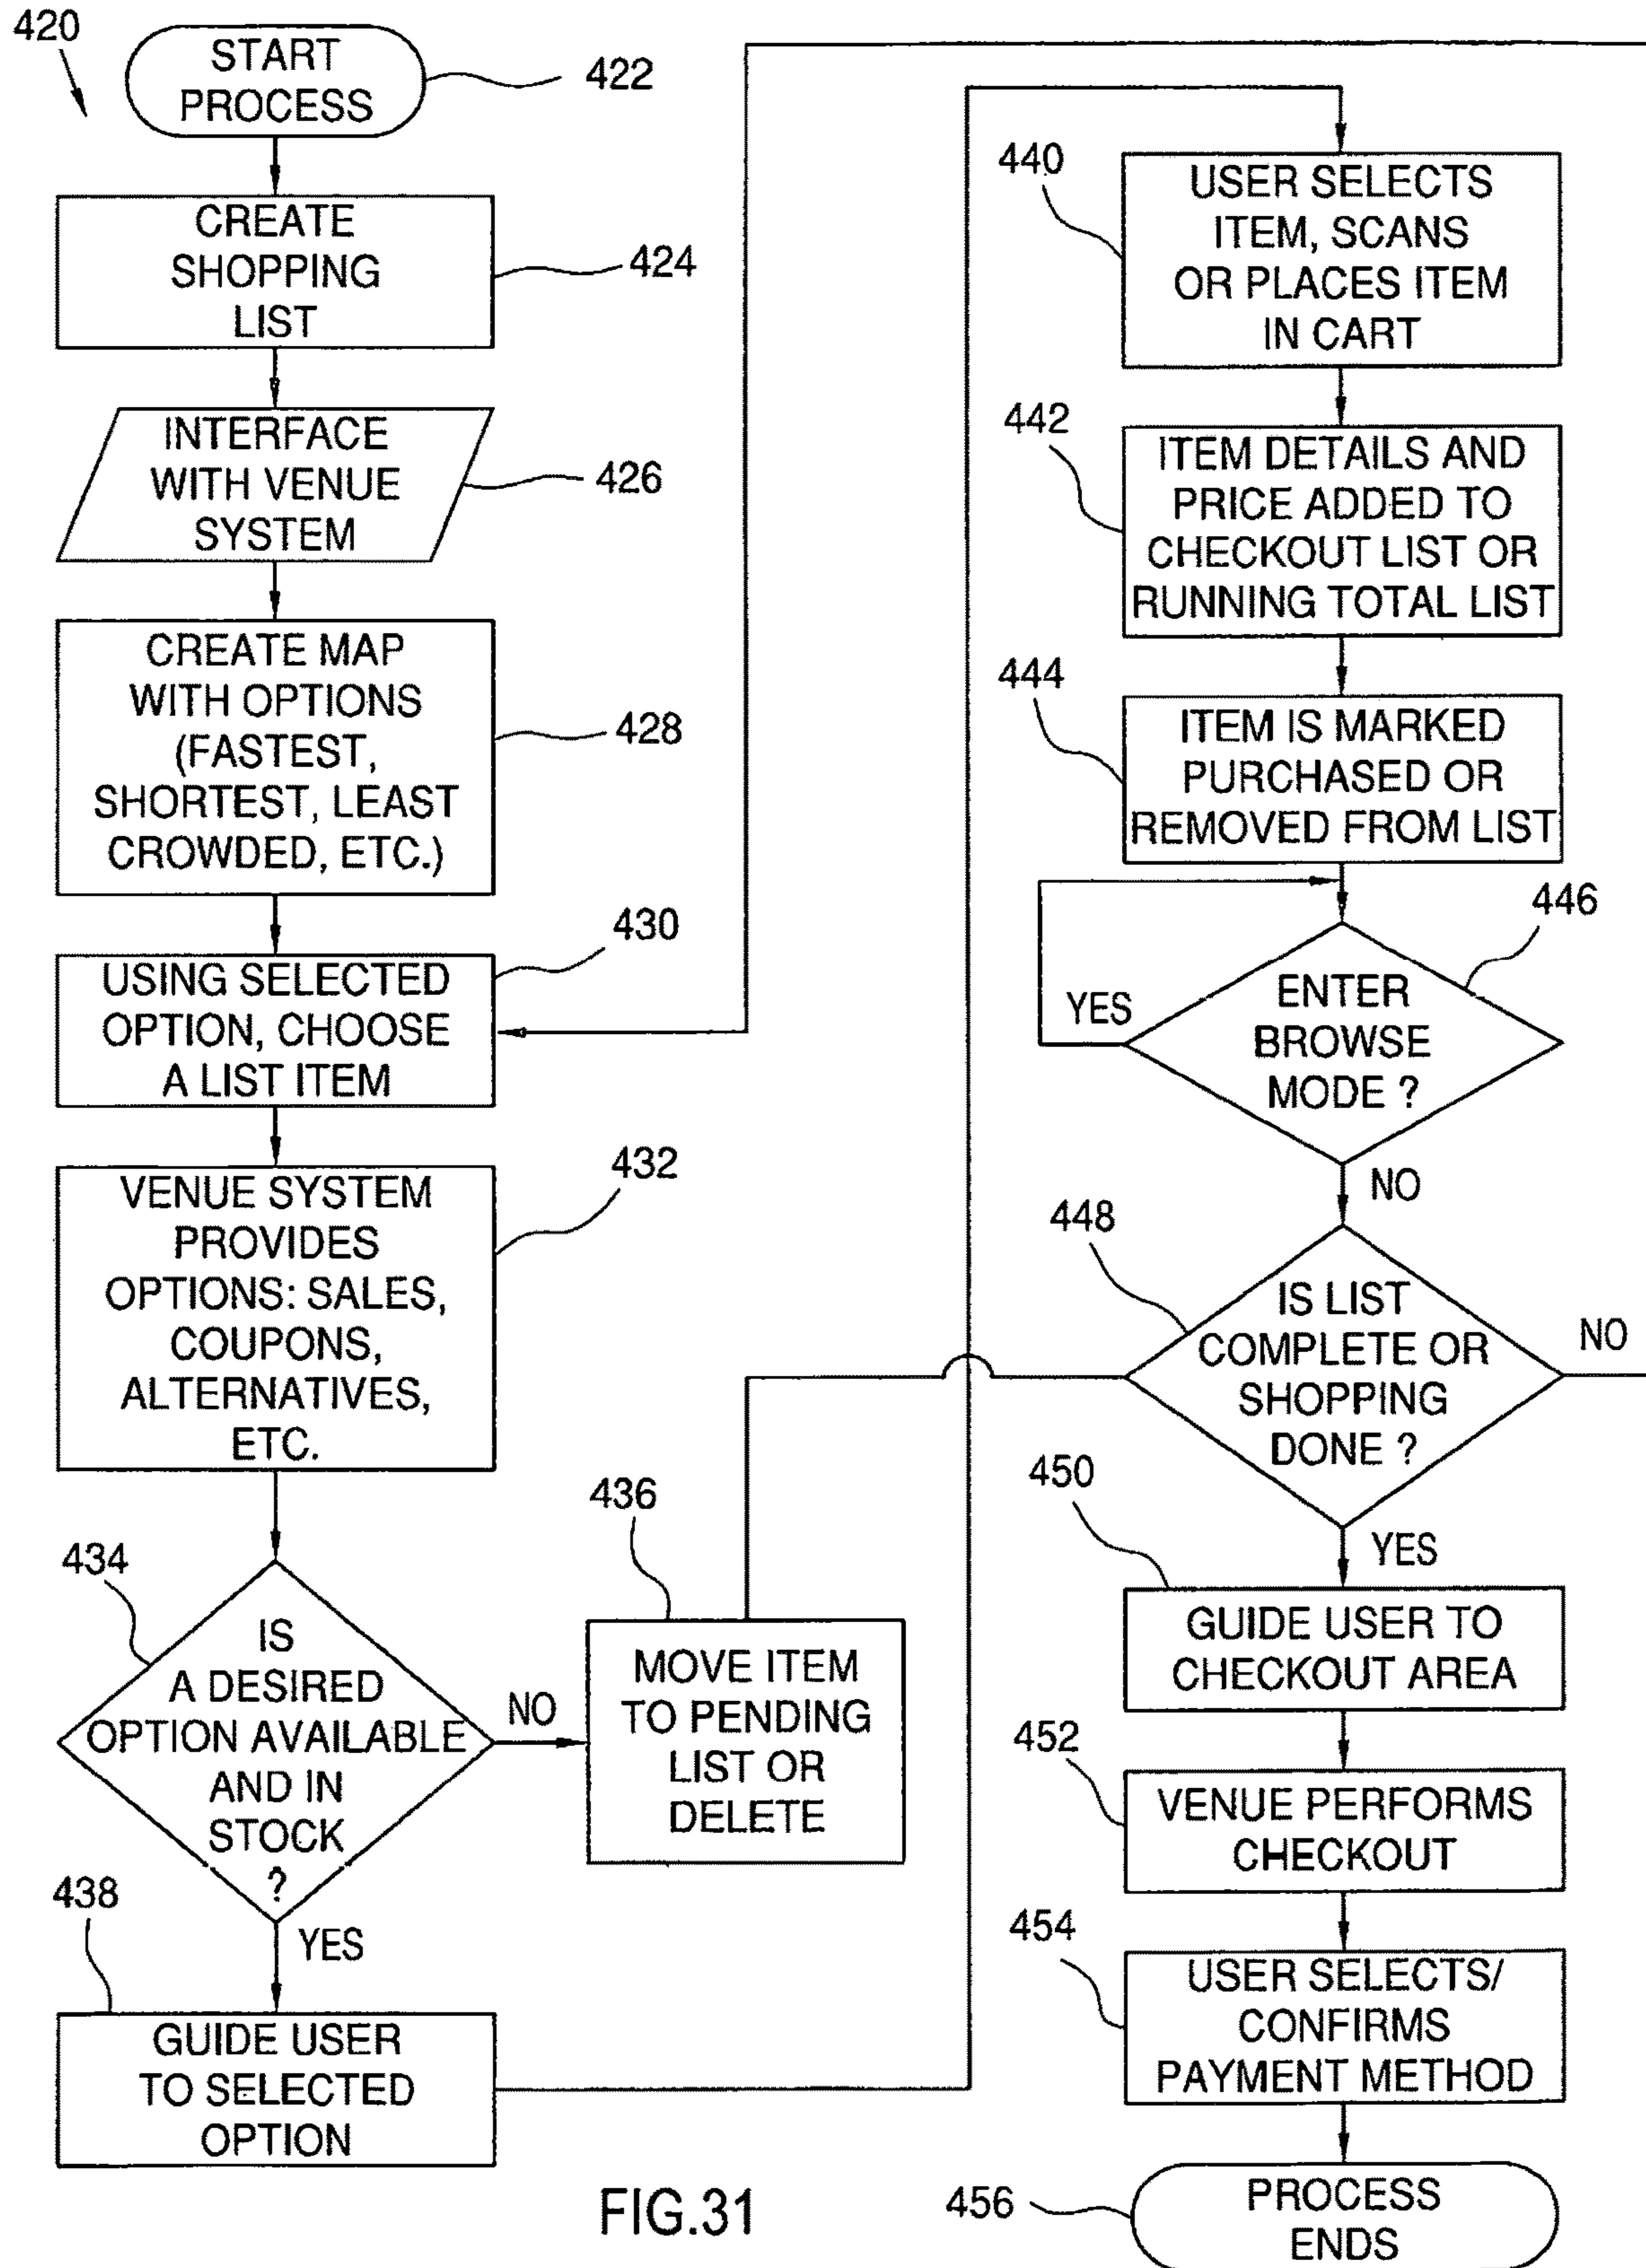 420
START
PROCESS
422
CREATE
SHOPPING
LIST
424
INTERFACE
WITH VENUE
SYSTEM
426
CREATE MAP
WITH OPTIONS
(FASTEST,
SHORTEST, LEAST
CROWDED, ETC.)
428
430
USING SELECTED
OPTION, CHOOSE
A LIST ITEM
432
VENUE SYSTEM
PROVIDES
OPTIONS: SALES,
COUPONS,
ALTERNATIVES,
ETC.
434
IS
A DESIRED
OPTION AVAILABLE
AND IN
STOCK
?
NO
436
MOVE ITEM
TO PENDING
LIST OR
DELETE
YES
438
GUIDE USER
TO SELECTED
OPTION
440
USER SELECTS
ITEM, SCANS
OR PLACES ITEM
IN CART
442
ITEM DETAILS AND
PRICE ADDED TO
CHECKOUT LIST OR
RUNNING TOTAL LIST
444
ITEM IS MARKED
PURCHASED OR
REMOVED FROM LIST
446
YES
ENTER
BROWSE
MODE ?
NO
448
IS LIST
COMPLETE OR
SHOPPING
DONE ?
NO
YES
450
GUIDE USER TO
CHECKOUT AREA
452
VENUE PERFORMS
CHECKOUT
454
USER SELECTS/
CONFIRMS
PAYMENT METHOD
456
PROCESS
ENDS
FIG.31